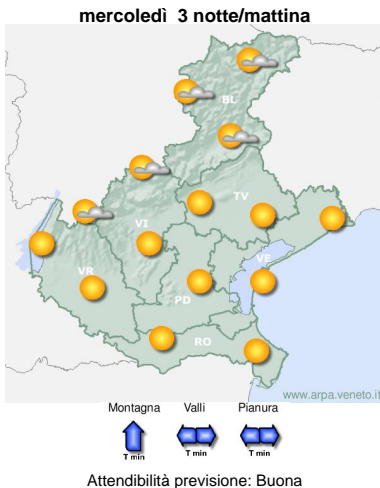 mercoledì 3 notte/mattina
BL
TV
VI
VE
VR
PD
RO
www.arpa.veneto.it
Montagna Valli Pianura
T min T min T min
Attendibilità previsione: Buona